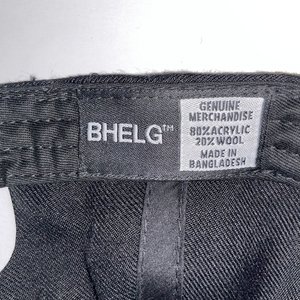 BHELG™
GENUINE
MERCHANDISE
80%ACRYLIC
20%WOOL
MADE IN
BANGLADESH